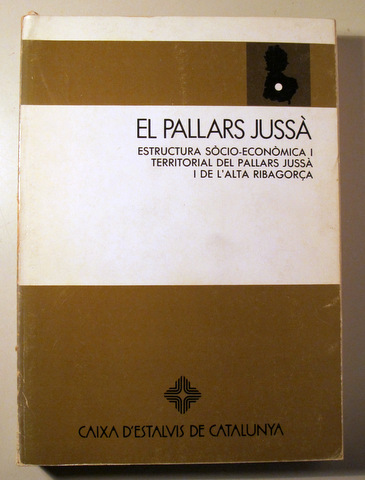 EL PALLARS JUSSÀ
ESTRUCTURA SÒCIO-ECONÒMICA I
TERRITORIAL DEL PALLARS JUSSÀ
I DE L'ALTA RIBAGORÇA
CAIXA D'ESTALVIS DE CATALUNYA